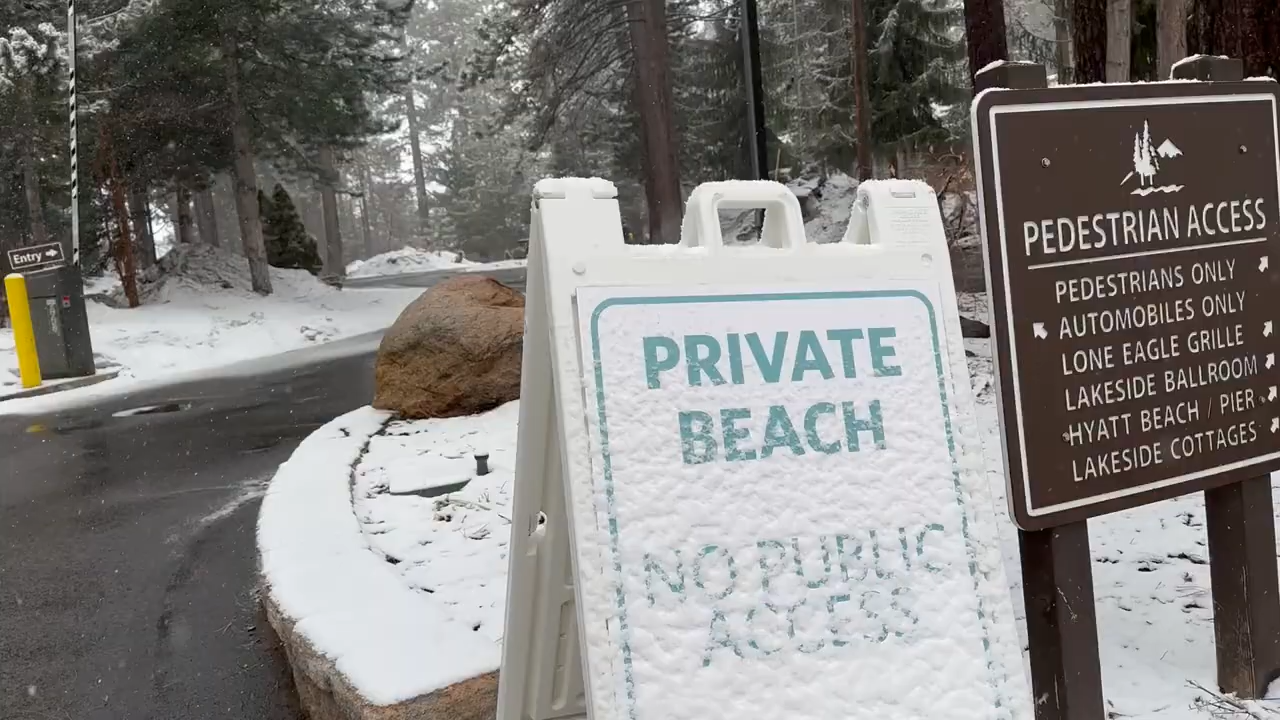 Entry
PRIVATE
BEACH
NO PUBLIC
ACCESS
PEDESTRIAN ACCESS
PEDESTRIANS ONLY
AUTOMOBILES ONLY
LONE EAGLE GRILLE
LAKESIDE BALLROOM
HYATT BEACH / PIER
LAKESIDE COTTAGES